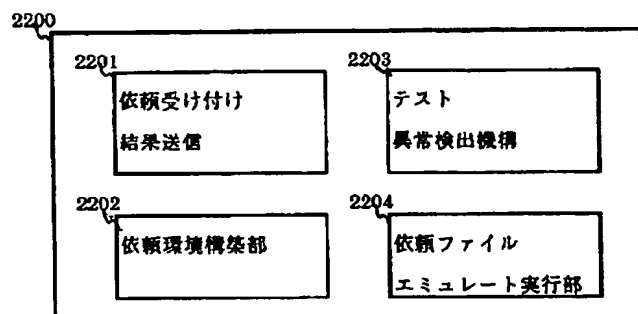 2200
2201
依頼受け付け
結果送信
2203
テスト
異常検出機構
2202
依頼環境構築部
2204
依頼ファイル
エミュレート実行部